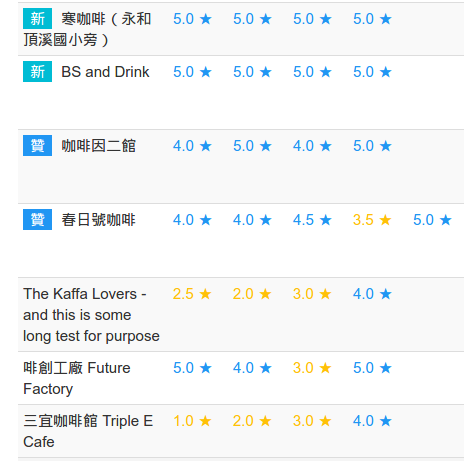 新 寒咖啡（永和 5.0 ★ 5.0 ★ 5.0 ★ 5.0 ★
頂溪國小旁）
新 BS and Drink 5.0 ★ 5.0 ★ 5.0 ★ 5.0 ★
贊 咖啡因二館 4.0 ★ 5.0 ★ 4.0 ★ 5.0 ★
贊 春日號咖啡 4.0 ★ 4.0 ★ 4.5 ★ 3.5 ★ 5.0 ★
The Kaffa Lovers - 2.5 ★ 2.0 ★ 3.0 ★ 4.0 ★
and this is some
long test for purpose
啡創工廠 Future 5.0 ★ 4.0 ★ 3.0 ★ 5.0 ★
Factory
三宜咖啡館 Triple E 1.0 ★ 2.0 ★ 3.0 ★ 4.0 ★
Cafe